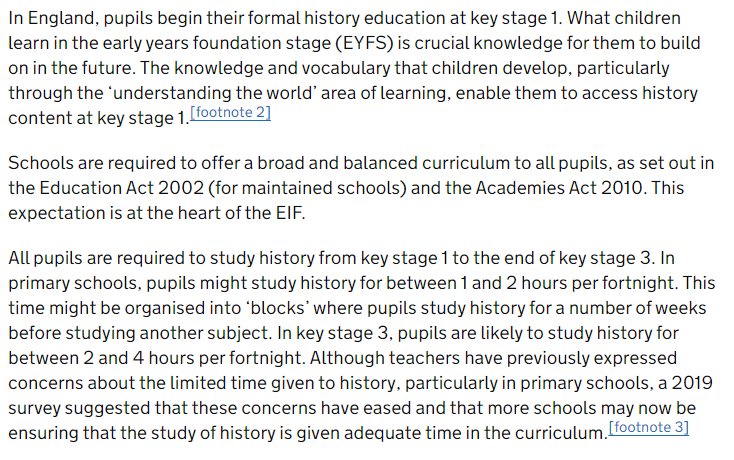 In England, pupils begin their formal history education at key stage 1. What children
learn in the early years foundation stage (EYFS) is crucial knowledge for them to build
on in the future. The knowledge and vocabulary that children develop, particularly
through the ‘understanding the world’ area of learning, enable them to access history
content at key stage 1.[footnote 2]
Schools are required to offer a broad and balanced curriculum to all pupils, as set out in
the Education Act 2002 (for maintained schools) and the Academies Act 2010. This
expectation is at the heart of the EIF.
All pupils are required to study history from key stage 1 to the end of key stage 3. In
primary schools, pupils might study history for between 1 and 2 hours per fortnight. This
time might be organised into ‘blocks’ where pupils study history for a number of weeks
before studying another subject. In key stage 3, pupils are likely to study history for
between 2 and 4 hours per fortnight. Although teachers have previously expressed
concerns about the limited time given to history, particularly in primary schools, a 2019
survey suggested that these concerns have eased and that more schools may now be
ensuring that the study of history is given adequate time in the curriculum.[footnote 3]